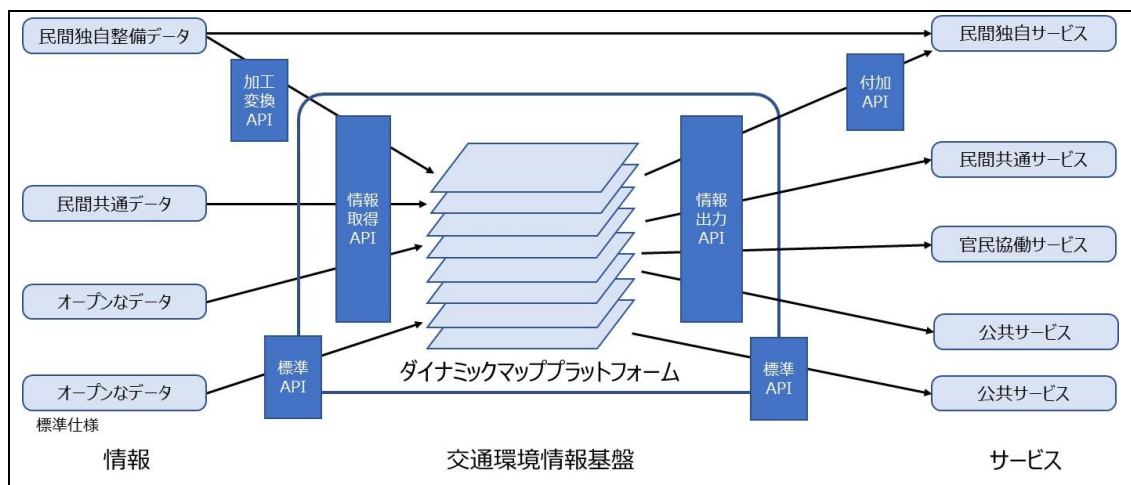 民間独自整備データ
民間独自サービス
加工
変換
API
付加
API
民間共通サービス
情報
取得
API
情報
出力
API
民間共通データ
官民協働サービス
オープンなデータ
公共サービス
標準
API
ダイナミックマッププラットフォーム
標準
API
オープンなデータ
公共サービス
標準仕様
情報
交通環境情報基盤
サービス